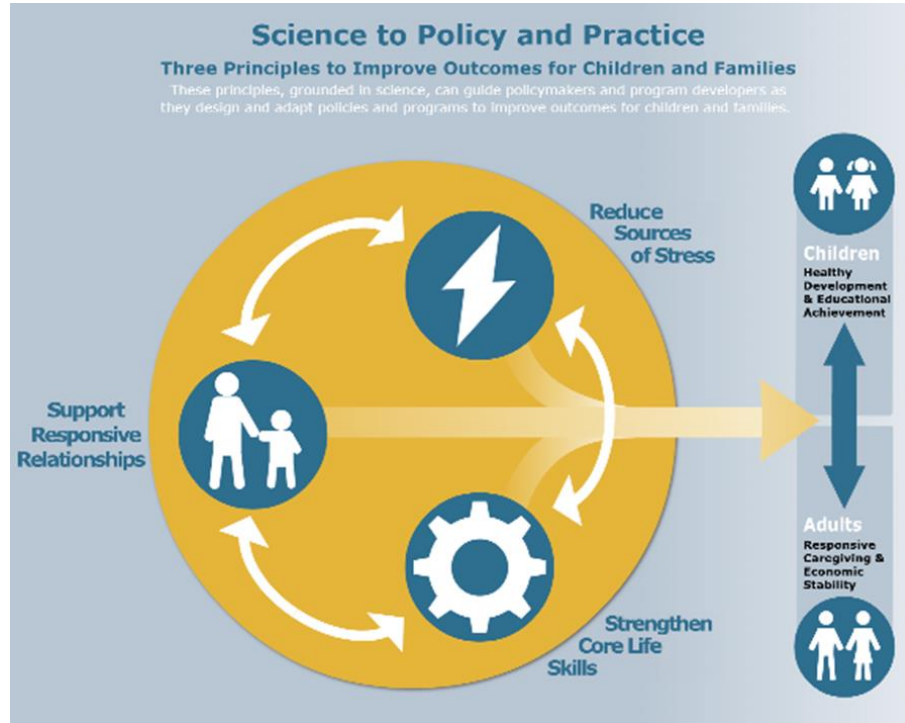 Science to Policy and Practice
Three Principles to Improve Outcomes for Children and Families
These principles, grounded in science, can guide policymakers and program developers as
they design and adapt policies and programs to improve outcomes for children and families.
Reduce
Sources
of Stress
Support
Responsive
Relationships
Strengthen
Core Life
Skills
Children
Healthy
Development
& Educational
Achievement
Adults
Responsive
Caregiving &
Economic
Stability